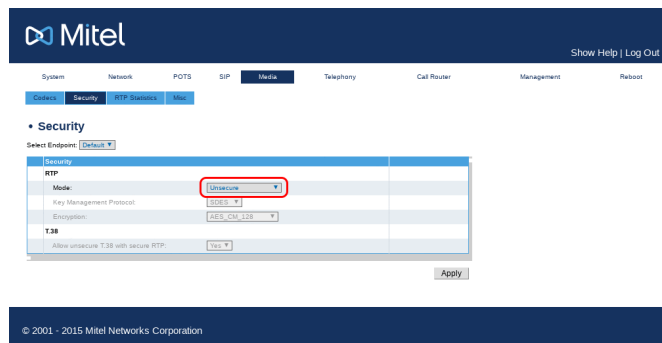 Mitel
Show Help | Log Out
System Network POTS SIP Media Telephony Call Router Management Reboot
Codecs Security RTP Statistics Misc
• Security
Select Endpoint: Default
Security
RTP
Mode: Unsecure
Key Management Protocol: SDES
Encryption: AES_CM_128
T.38
Allow unsecure T.38 with secure RTP: Yes
Apply
© 2001 - 2015 Mitel Networks Corporation